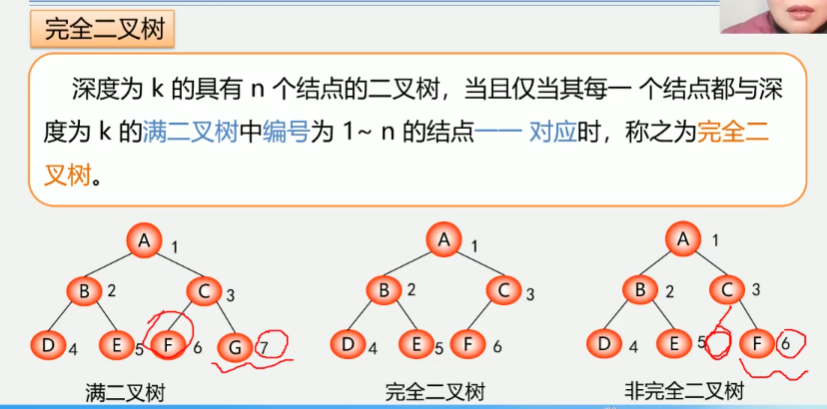 完全二叉树
深度为 k 的具有 n 个结点的二叉树，当且仅当其每一 个结点都与深
度为 k 的满二叉树中编号为 1~ n 的结点一一 对应时，称之为完全二
叉树。
A 1
B 2 C 3
D 4 E 5 F 6 G 7
满二叉树
A 1
B 2 C 3
D 4 E 5 F 6
完全二叉树
A 1
B 2 C 3
D 4 E 5 F 6
非完全二叉树